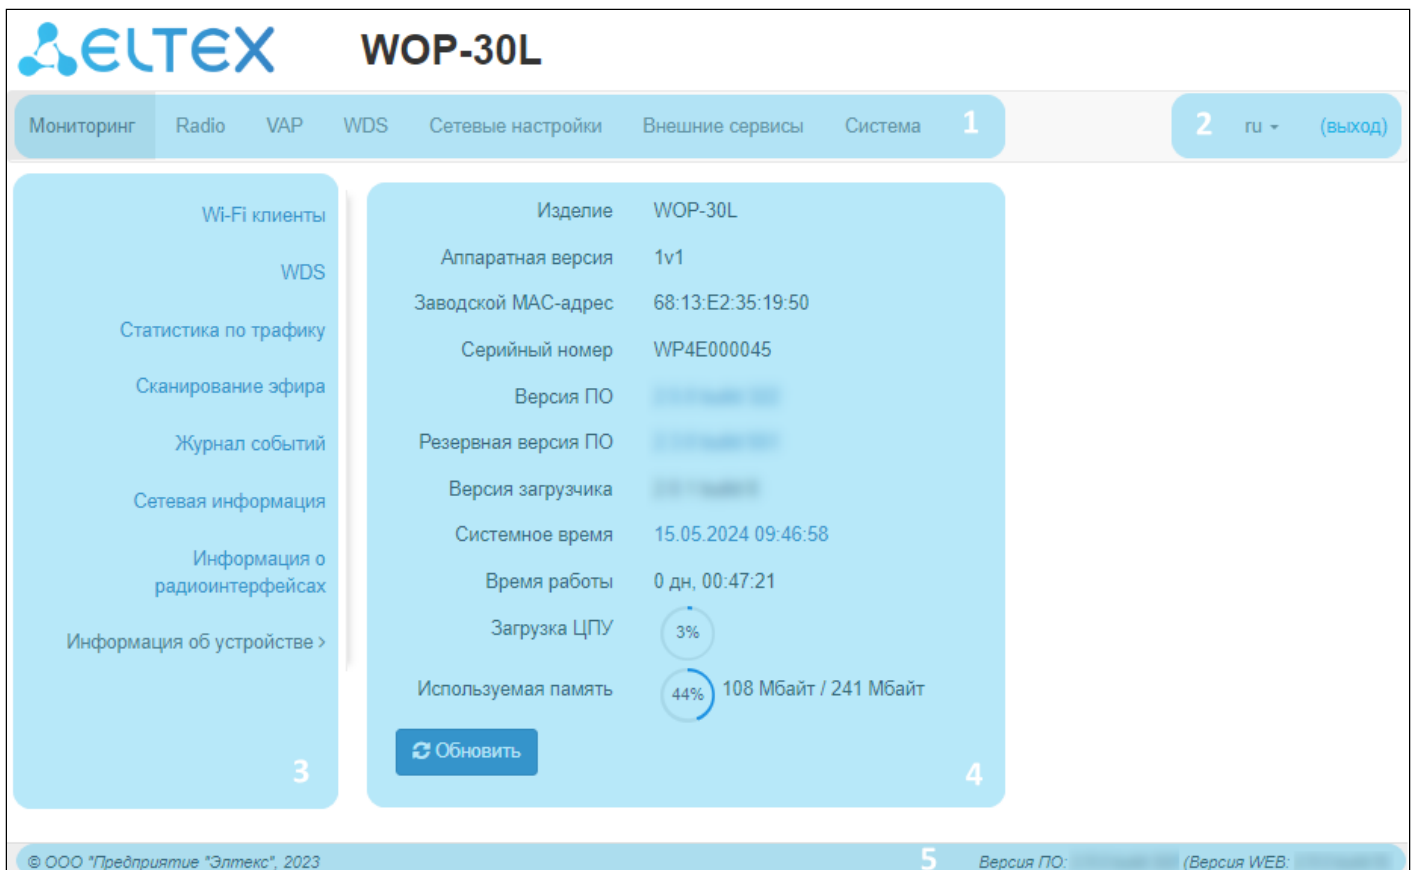 ELTEX WOP-30L
Мониторинг Radio VAP WDS Сетевые настройки Внешние сервисы Система 1 2 ru (выход)
Wi-Fi клиенты
WDS
Статистика по трафику
Сканирование эфира
Журнал событий
Сетевая информация
Информация о
радиоинтерфейсах
Информация об устройстве >
3
Изделие WOP-30L
Аппаратная версия 1v1
Заводской MAC-адрес 68:13:E2:35:19:50
Серийный номер WP4E000045
Версия ПО
Резервная версия ПО
Версия загрузчика
Системное время 15.05.2024 09:46:58
Время работы 0 дн, 00:47:21
Загрузка ЦПУ 3%
Используемая память 44% 108 Мбайт / 241 Мбайт
Обновить
4
© ООО "Предприятие "Элтекс", 2023 5 Версия ПО: (Версия WEB: